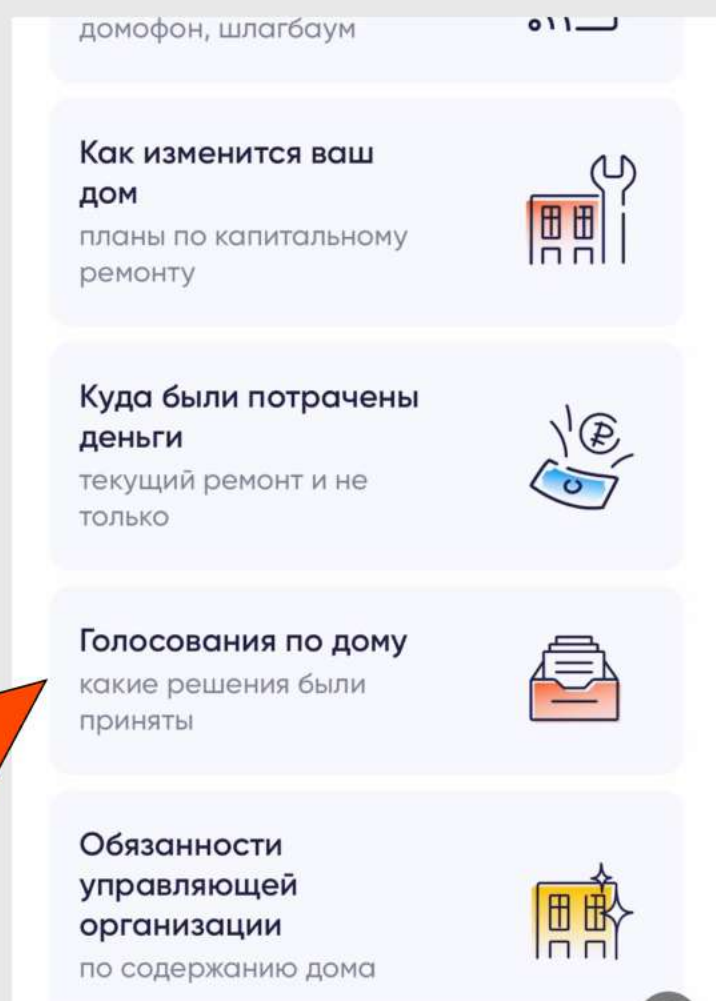 домофон, шлагбаум
Как изменится ваш
дом
планы по капитальному
ремонту
Куда были потрачены
деньги
текущий ремонт и не
только
Голосования по дому
какие решения были
приняты
Обязанности
управляющей
организации
по содержанию дома